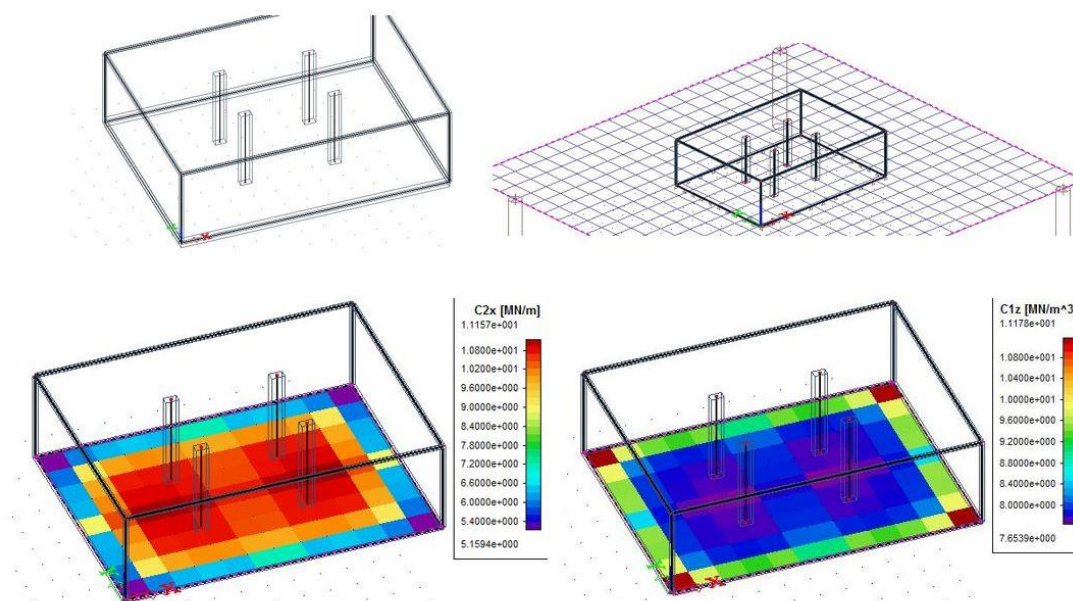 C2x [MN/m]
1.1157e+001
1.0800e+001
1.0200e+001
9.6000e+000
9.0000e+000
8.4000e+000
7.8000e+000
7.2000e+000
6.6000e+000
6.0000e+000
5.4000e+000
5.1594e+000
C1z [MN/m^3
1.1178e+001
1.0800e+001
1.0400e+001
1.0000e+001
9.6000e+000
9.2000e+000
8.8000e+000
8.4000e+000
8.0000e+000
7.6539e+000